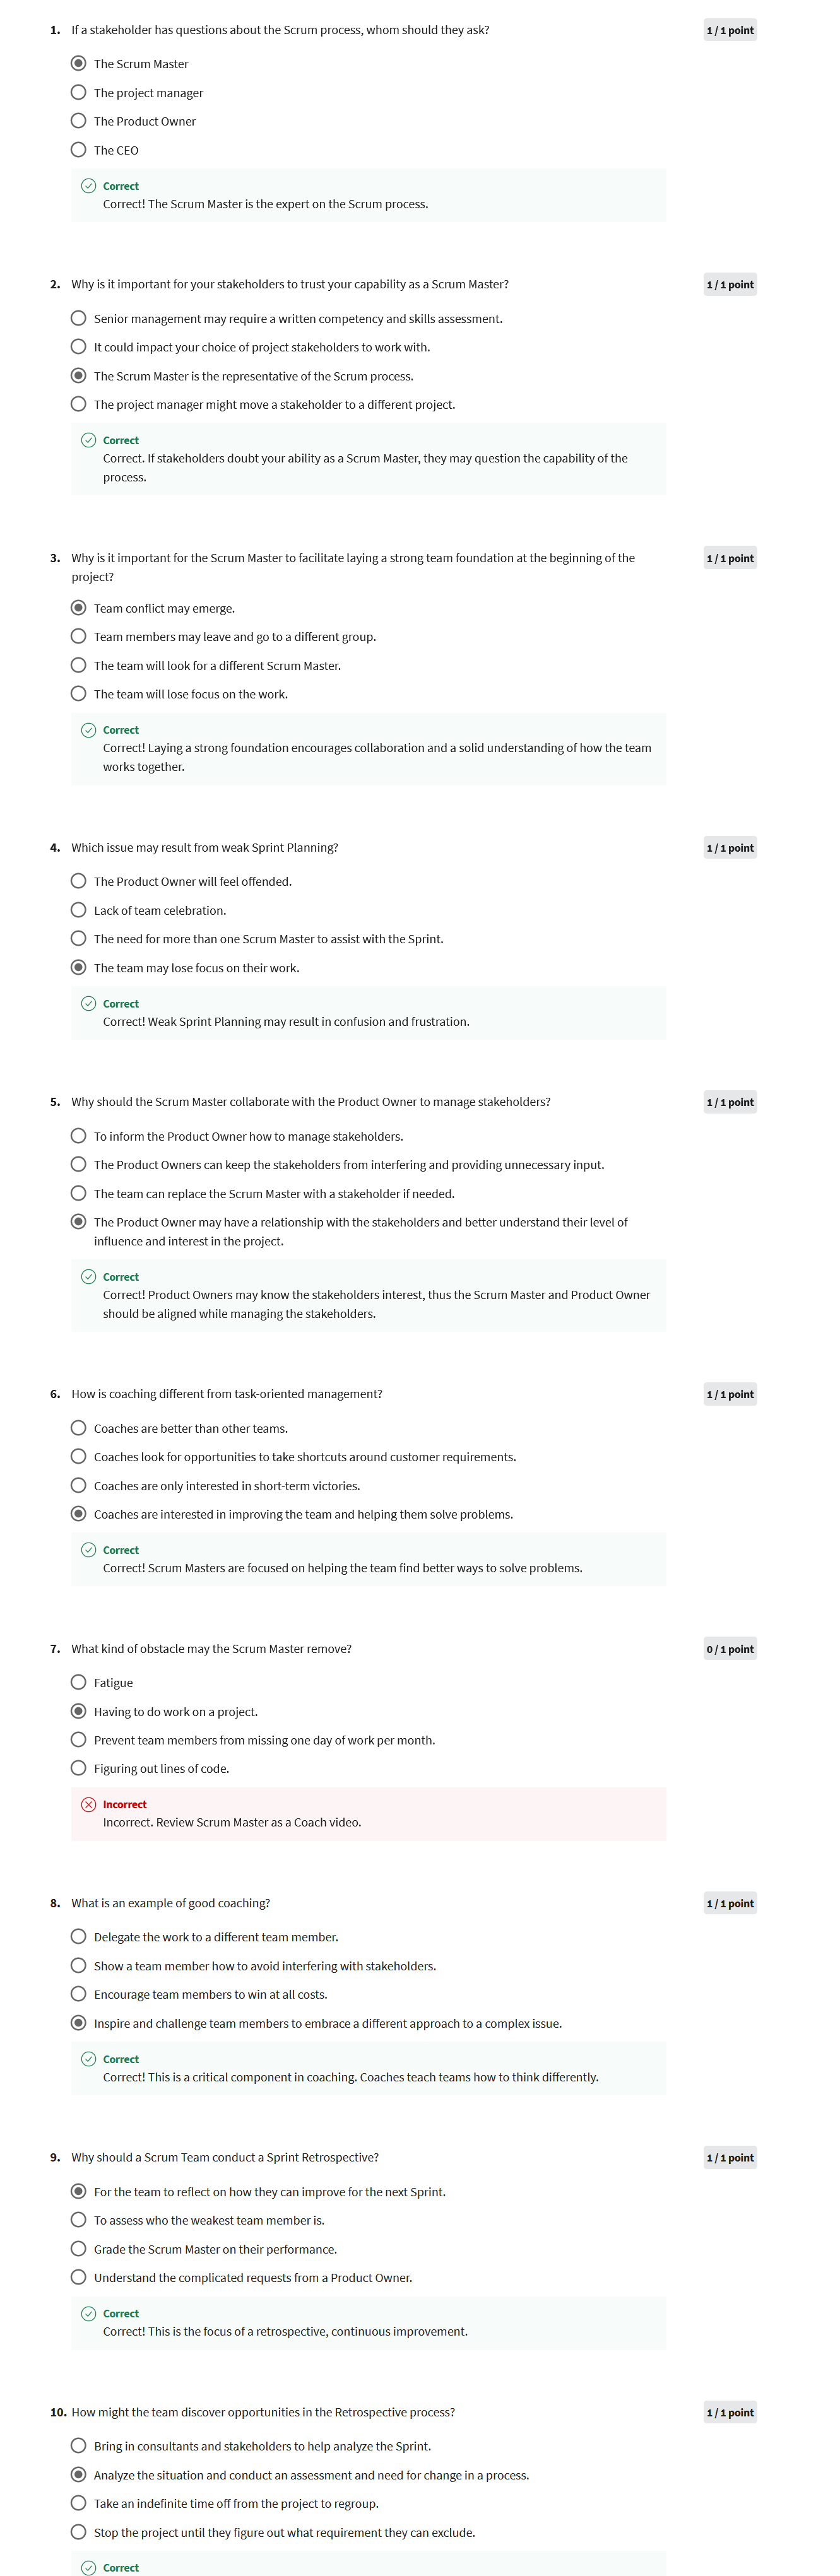 1. If a stakeholder has questions about the Scrum process, whom should they ask?
1 / 1 point
The Scrum Master
The project manager
The Product Owner
The CEO
Correct
Correct! The Scrum Master is the expert on the Scrum process.
2. Why is it important for your stakeholders to trust your capability as a Scrum Master?
1 / 1 point
Senior management may require a written competency and skills assessment.
It could impact your choice of project stakeholders to work with.
The Scrum Master is the representative of the Scrum process.
The project manager might move a stakeholder to a different project.
Correct
Correct. If stakeholders doubt your ability as a Scrum Master, they may question the capability of the
process.
3. Why is it important for the Scrum Master to facilitate laying a strong team foundation at the beginning of the
project?
1 / 1 point
Team conflict may emerge.
Team members may leave and go to a different group.
The team will look for a different Scrum Master.
The team will lose focus on the work.
Correct
Correct! Laying a strong foundation encourages collaboration and a solid understanding of how the team
works together.
4. Which issue may result from weak Sprint Planning?
1 / 1 point
The Product Owner will feel offended.
Lack of team celebration.
The need for more than one Scrum Master to assist with the Sprint.
The team may lose focus on their work.
Correct
Correct! Weak Sprint Planning may result in confusion and frustration.
5. Why should the Scrum Master collaborate with the Product Owner to manage stakeholders?
1 / 1 point
To inform the Product Owner how to manage stakeholders.
The Product Owners can keep the stakeholders from interfering and providing unnecessary input.
The team can replace the Scrum Master with a stakeholder if needed.
The Product Owner may have a relationship with the stakeholders and better understand their level of
influence and interest in the project.
Correct
Correct! Product Owners may know the stakeholders interest, thus the Scrum Master and Product Owner
should be aligned while managing the stakeholders.
6. How is coaching different from task-oriented management?
1 / 1 point
Coaches are better than other teams.
Coaches look for opportunities to take shortcuts around customer requirements.
Coaches are only interested in short-term victories.
Coaches are interested in improving the team and helping them solve problems.
Correct
Correct! Scrum Masters are focused on helping the team find better ways to solve problems.
7. What kind of obstacle may the Scrum Master remove?
0 / 1 point
Fatigue
Having to do work on a project.
Prevent team members from missing one day of work per month.
Figuring out lines of code.
Incorrect
Incorrect. Review Scrum Master as a Coach video.
8. What is an example of good coaching?
1 / 1 point
Delegate the work to a different team member.
Show a team member how to avoid interfering with stakeholders.
Encourage team members to win at all costs.
Inspire and challenge team members to embrace a different approach to a complex issue.
Correct
Correct! This is a critical component in coaching. Coaches teach teams how to think differently.
9. Why should a Scrum Team conduct a Sprint Retrospective?
1 / 1 point
For the team to reflect on how they can improve for the next Sprint.
To assess who the weakest team member is.
Grade the Scrum Master on their performance.
Understand the complicated requests from a Product Owner.
Correct
Correct! This is the focus of a retrospective, continuous improvement.
10. How might the team discover opportunities in the Retrospective process?
1 / 1 point
Bring in consultants and stakeholders to help analyze the Sprint.
Analyze the situation and conduct an assessment and need for change in a process.
Take an indefinite time off from the project to regroup.
Stop the project until they figure out what requirement they can exclude.
Correct